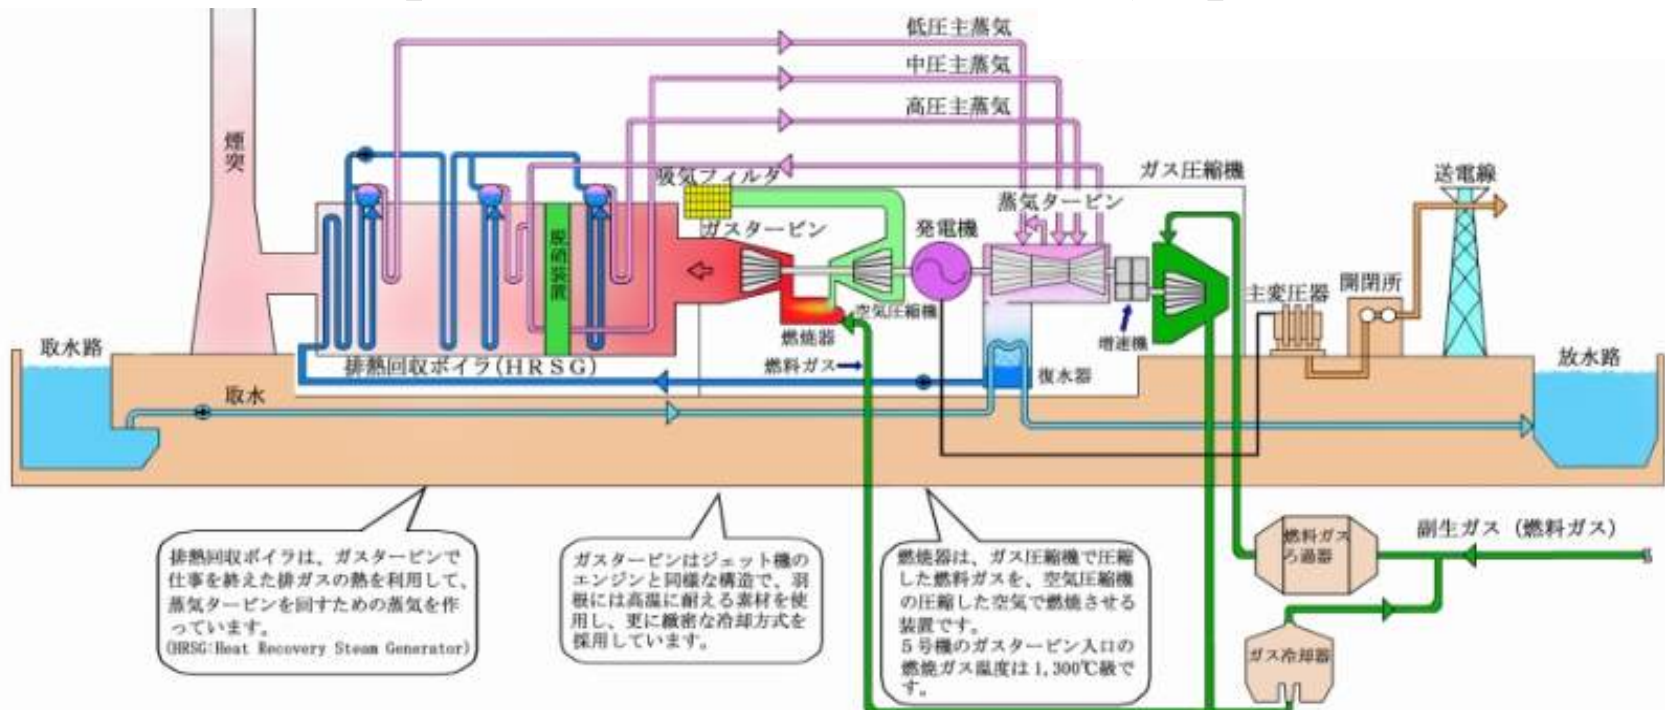 低圧主蒸気
中圧主蒸気
高圧主蒸気
煙突
吸気フィルタ
ガス圧縮機
送電線
蒸気タービン
ガスタービン
発電機
脱硝装置
主変圧器
開閉所
空気圧縮機
燃焼器
増速機
取水路
排熱回収ボイラ(HRSG)
燃料ガス
復水器
放水路
取水
排熱回収ボイラは、ガスタービンで
仕事を終えた排ガスの熱を利用して、
蒸気タービンを回すための蒸気を作
っています。
(HRSG:Heat Recovery Steam Generator)
ガスタービンはジェット機の
エンジンと同様な構造で、羽
根には高温に耐える素材を使
用し、更に緻密な冷却方式を
採用しています。
燃焼器は、ガス圧縮機で圧縮
した燃料ガスを、空気圧縮機
の圧縮した空気で燃焼させる
装置です。
5号機のガスタービン入口の
燃焼ガス温度は1,300℃級で
す。
燃料ガス
ろ過器
副生ガス（燃料ガス）
ガス冷却器